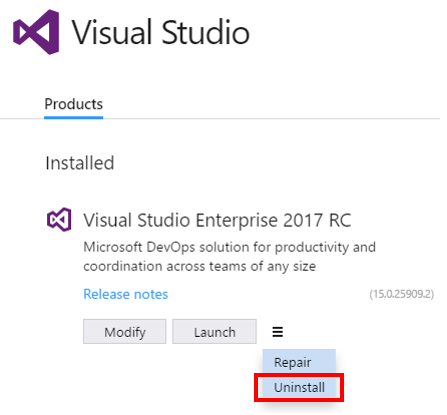 Visual Studio
Products
Installed
Visual Studio Enterprise 2017 RC
Microsoft DevOps solution for productivity and
coordination across teams of any size
Release notes (15.0.25909.2)
Modify Launch
Repair
Uninstall